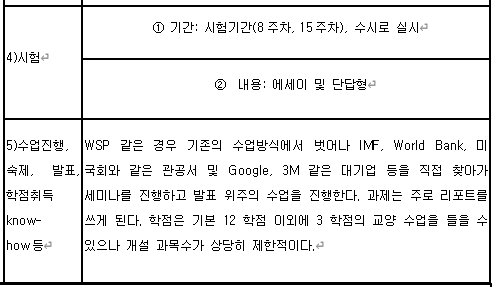 ① 기간: 시험기간(8 주차, 15 주차), 수시로 실시↵
4)시험↵
② 내용: 에세이 및 단답형↵
5)수업진행,
숙제, 발표,
학점취득
know-
how 등↵
WSP 같은 경우 기존의 수업방식에서 벗어나 IMF, World Bank, 미
국회와 같은 관공서 및 Google, 3M 같은 대기업 등을 직접 찾아가
세미나를 진행하고 발표 위주의 수업을 진행한다. 과제는 주로 리포트를
쓰게 된다. 학점은 기본 12 학점 이외에 3 학점의 교양 수업을 들을 수
있으나 개설 과목수가 상당히 제한적이다.↵